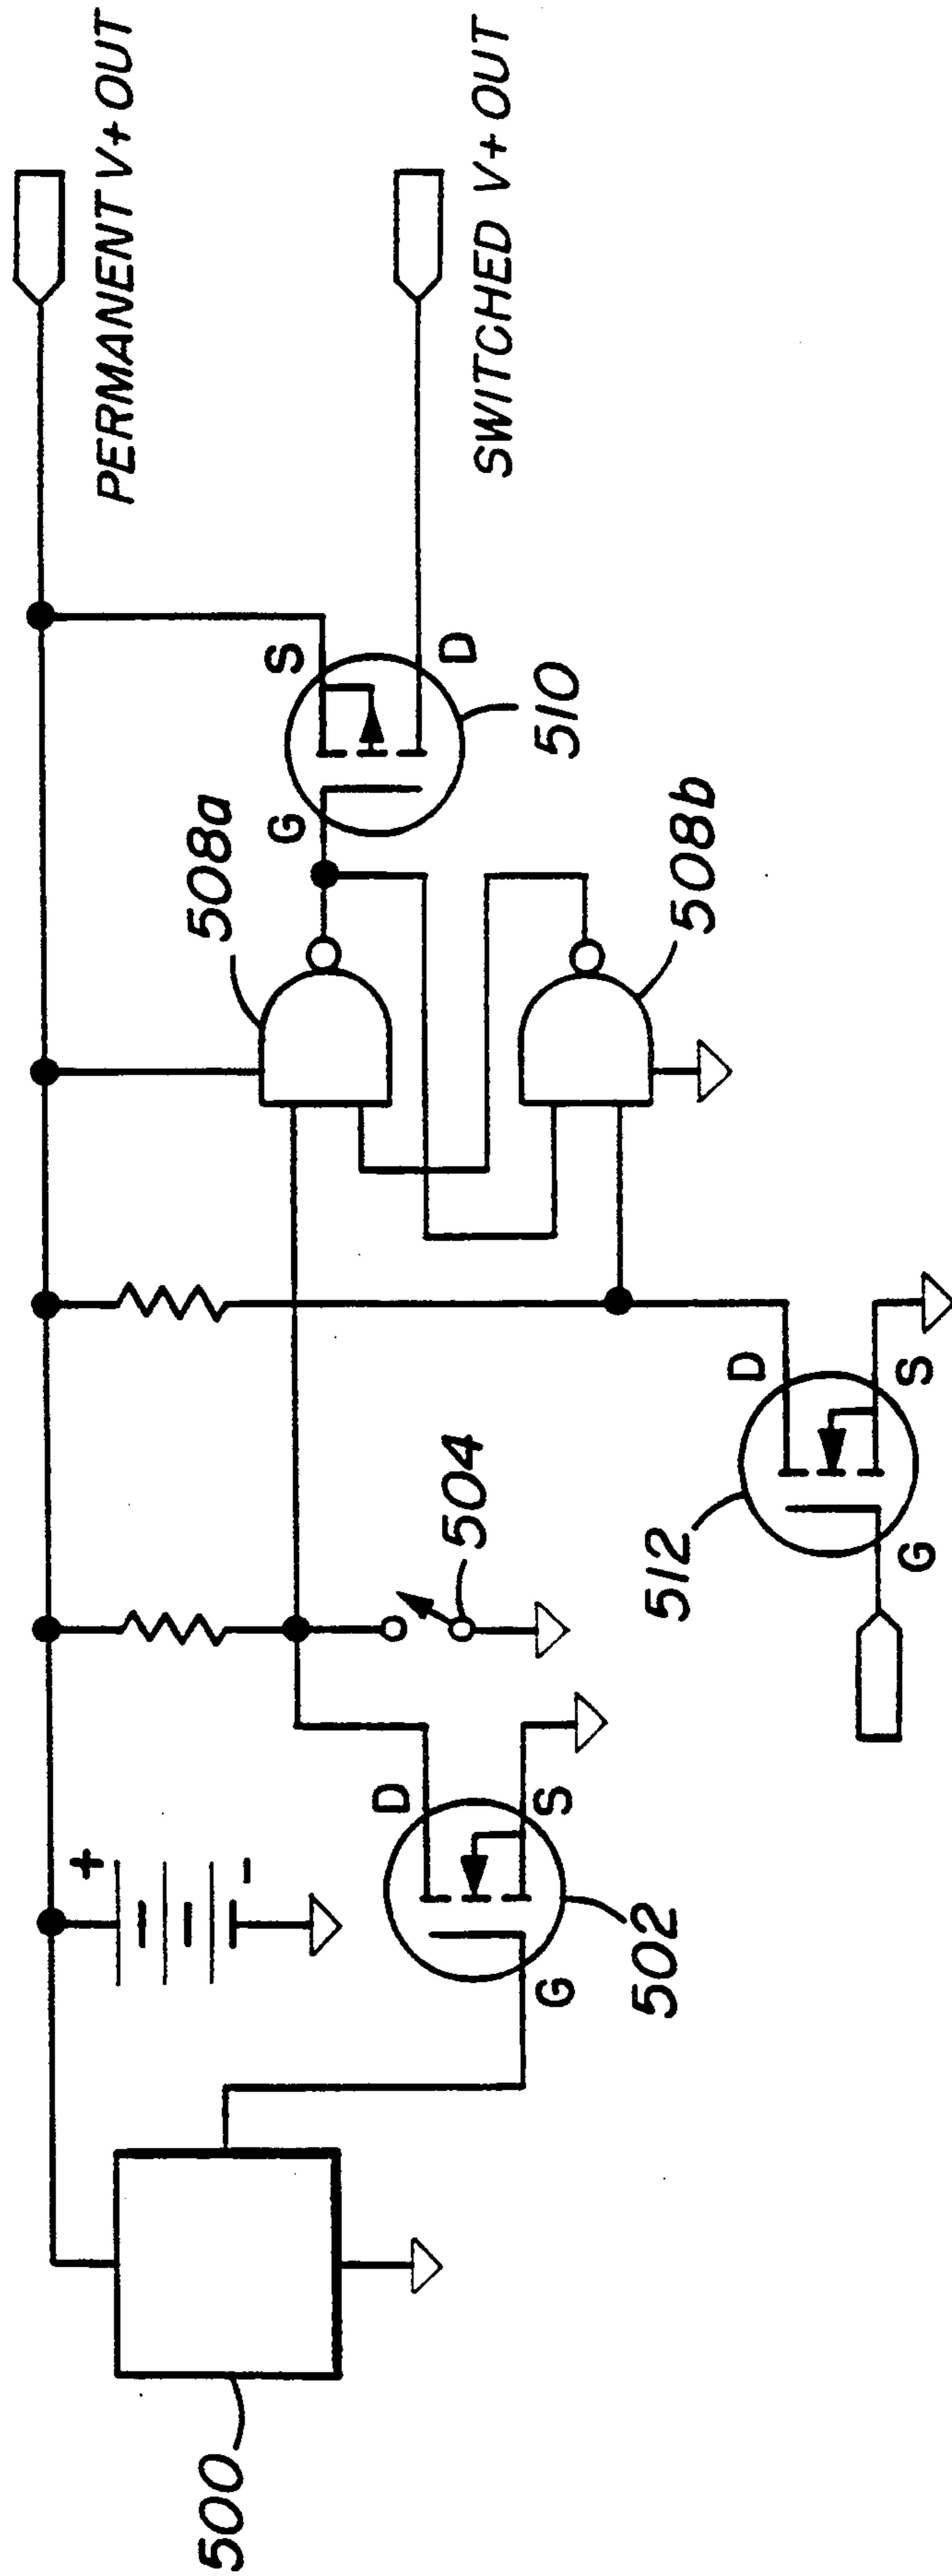 PERMANENT V+ OUT
SWITCHED V+ OUT
S
D
G
510
508a
508b
504
D
S
G
512
+
-
D
S
G
502
500